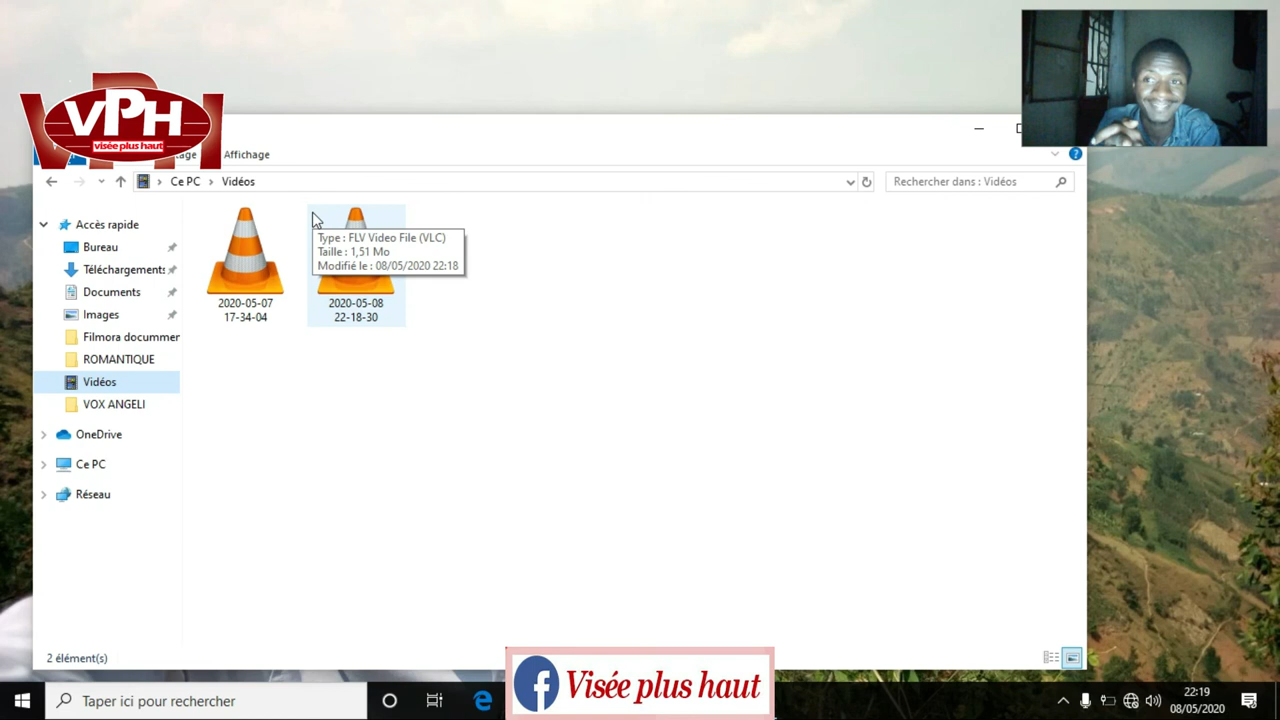 VPH
visée plus haut
tage
Affichage
Ce PC
Vidéos
Rechercher dans : Vidéos
Accès rapide
Bureau
Téléchargements
Documents
Images
Filmora docummer
ROMANTIQUE
Vidéos
VOX ANGELI
OneDrive
Ce PC
Réseau
2020-05-07
17-34-04
Type : FLV Video File (VLC)
Taille : 1,51 Mo
Modifié le : 08/05/2020 22:18
2020-05-08
22-18-30
2 élément(s)
f Visée plus haut
Taper ici pour rechercher
22:19
08/05/2020